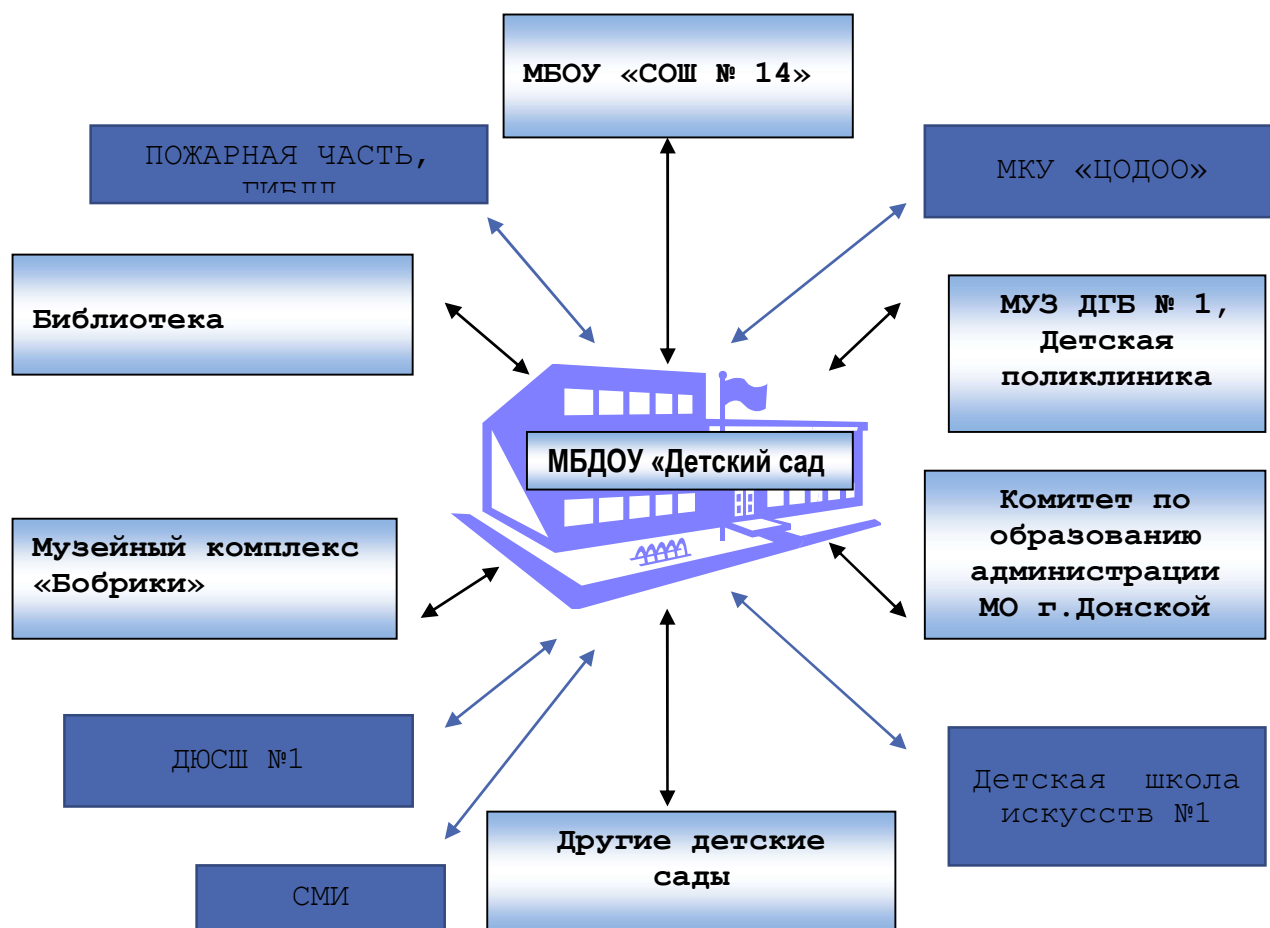 МБОУ «СОШ № 14»
ПОЖАРНАЯ ЧАСТЬ,
ГИБДД
МКУ «ЦОДОО»
Библиотека
МУЗ ДГБ № 1,
Детская
поликлиника
МБДОУ «Детский сад
Музейный комплекс
«Бобрики»
Комитет по
образованию
администрации
МО г.Донской
ДЮСШ №1
Детская школа
искусств №1
Другие детские
сады
СМИ